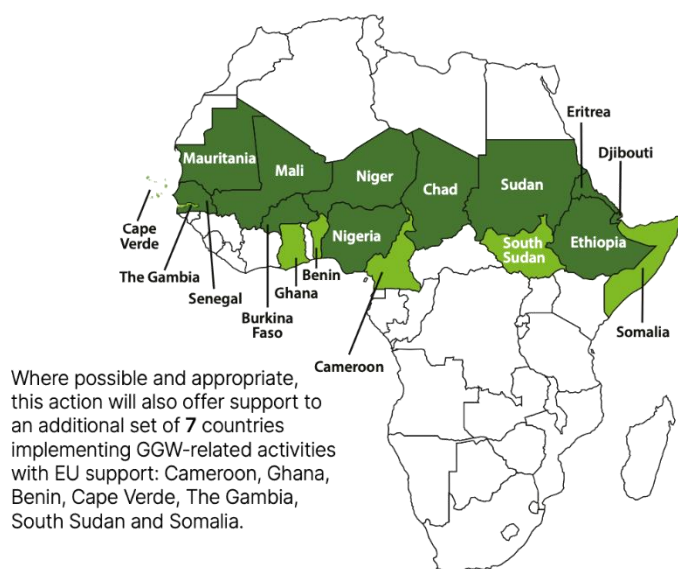 Eritrea
Djibouti
Mauritania
Mali
Niger
Chad
Sudan
Cape
Verde
The Gambia
Senegal
Burkina
Faso
Ghana
Benin
Nigeria
Cameroon
South
Sudan
Ethiopia
Somalia
Where possible and appropriate,
this action will also offer support to
an additional set of 7 countries
implementing GGW-related activities
with EU support: Cameroon, Ghana,
Benin, Cape Verde, The Gambia,
South Sudan and Somalia.